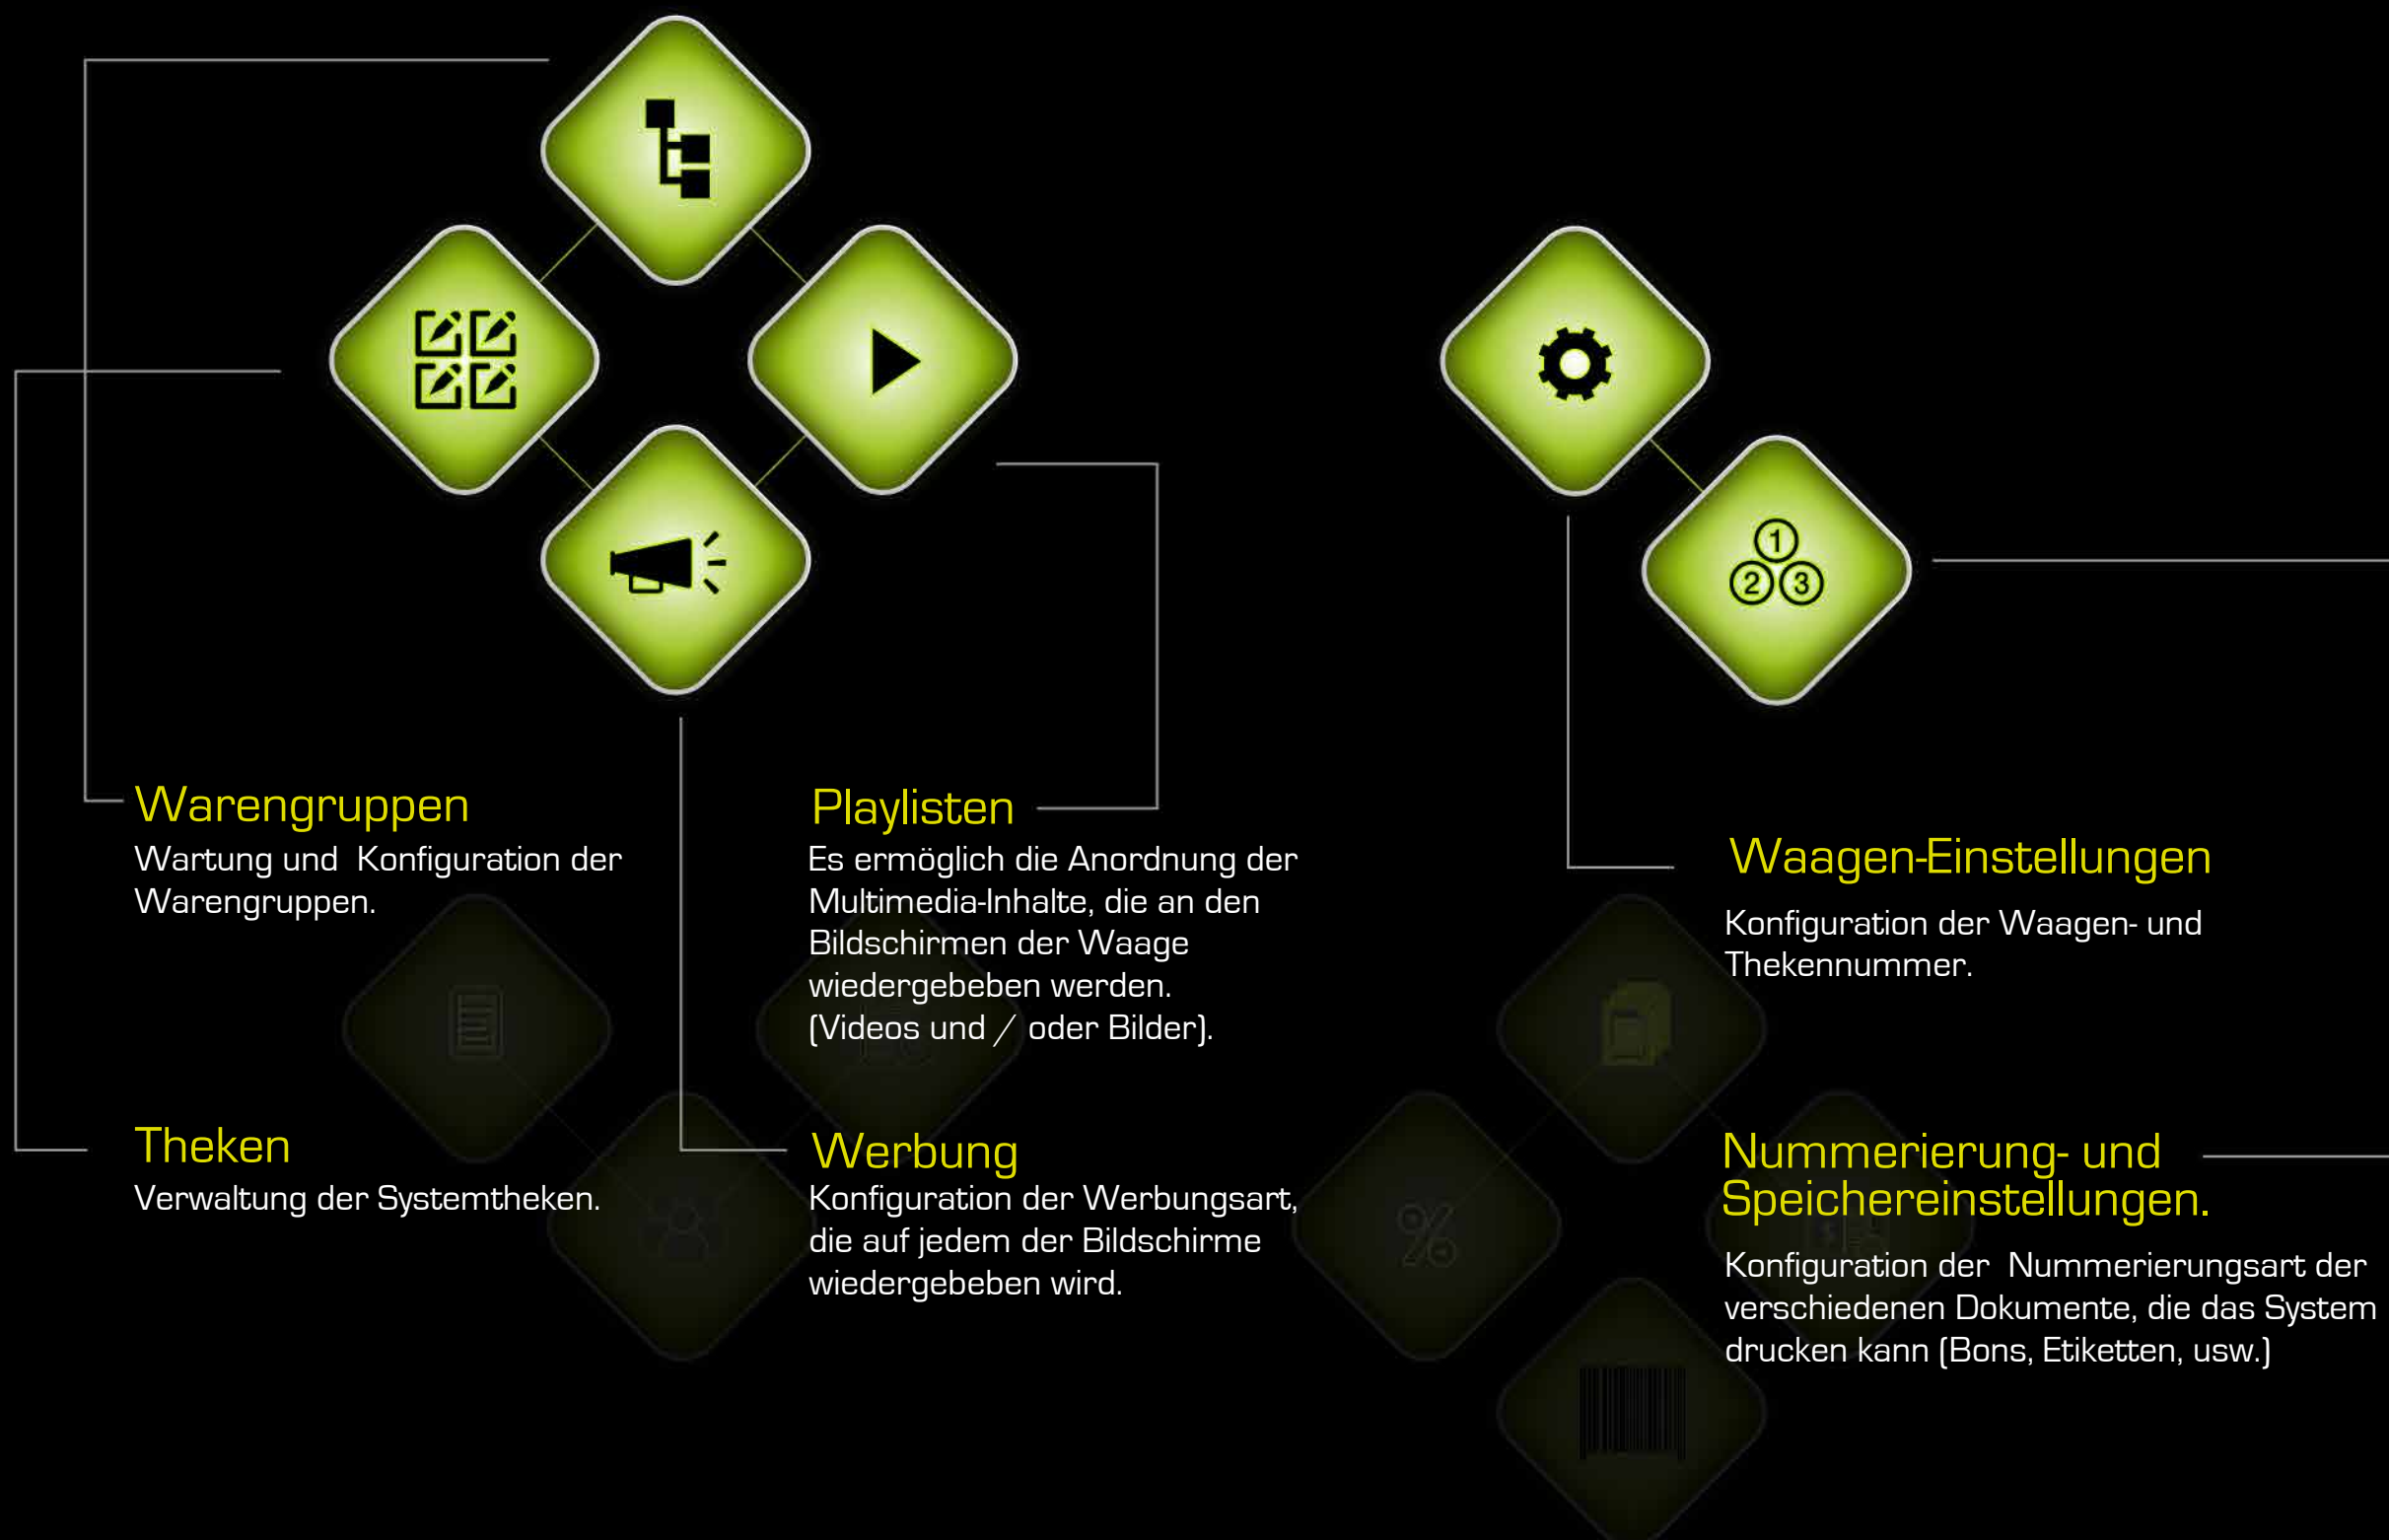 1
2 3
Warengruppen
Wartung und Konfiguration der
Warengruppen.
Theken
Verwaltung der Systemtheken.
Playlisten
Es ermöglich die Anordnung der
Multimedia-Inhalte, die an den
Bildschirmen der Waage
wiedergebeben werden.
(Videos und / oder Bilder).
Werbung
Konfiguration der Werbungsart,
die auf jedem der Bildschirme
wiedergebeben wird.
Waagen-Einstellungen
Konfiguration der Waagen- und
Thekennummer.
Nummerierung- und
Speichereinstellungen.
Konfiguration der Nummerierungsart der
verschiedenen Dokumente, die das System
drucken kann (Bons, Etiketten, usw.)